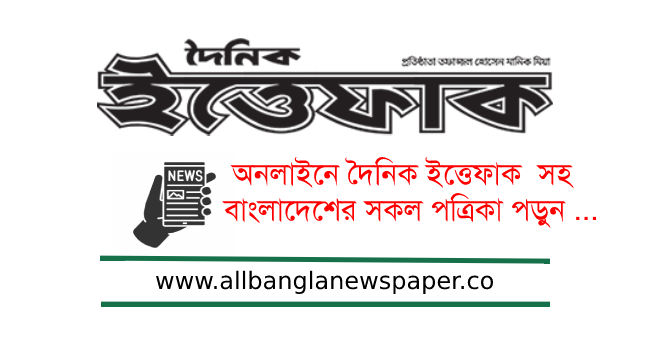 দৈনিক
প্রতিষ্ঠাতা তফাজ্জল হোসেন মানিক মিয়া
ইত্তেফাক
NEWS
অনলাইনে দৈনিক ইত্তেফাক সহ
বাংলাদেশের সকল পত্রিকা পড়ুন ...
www.allbanglanewspaper.co